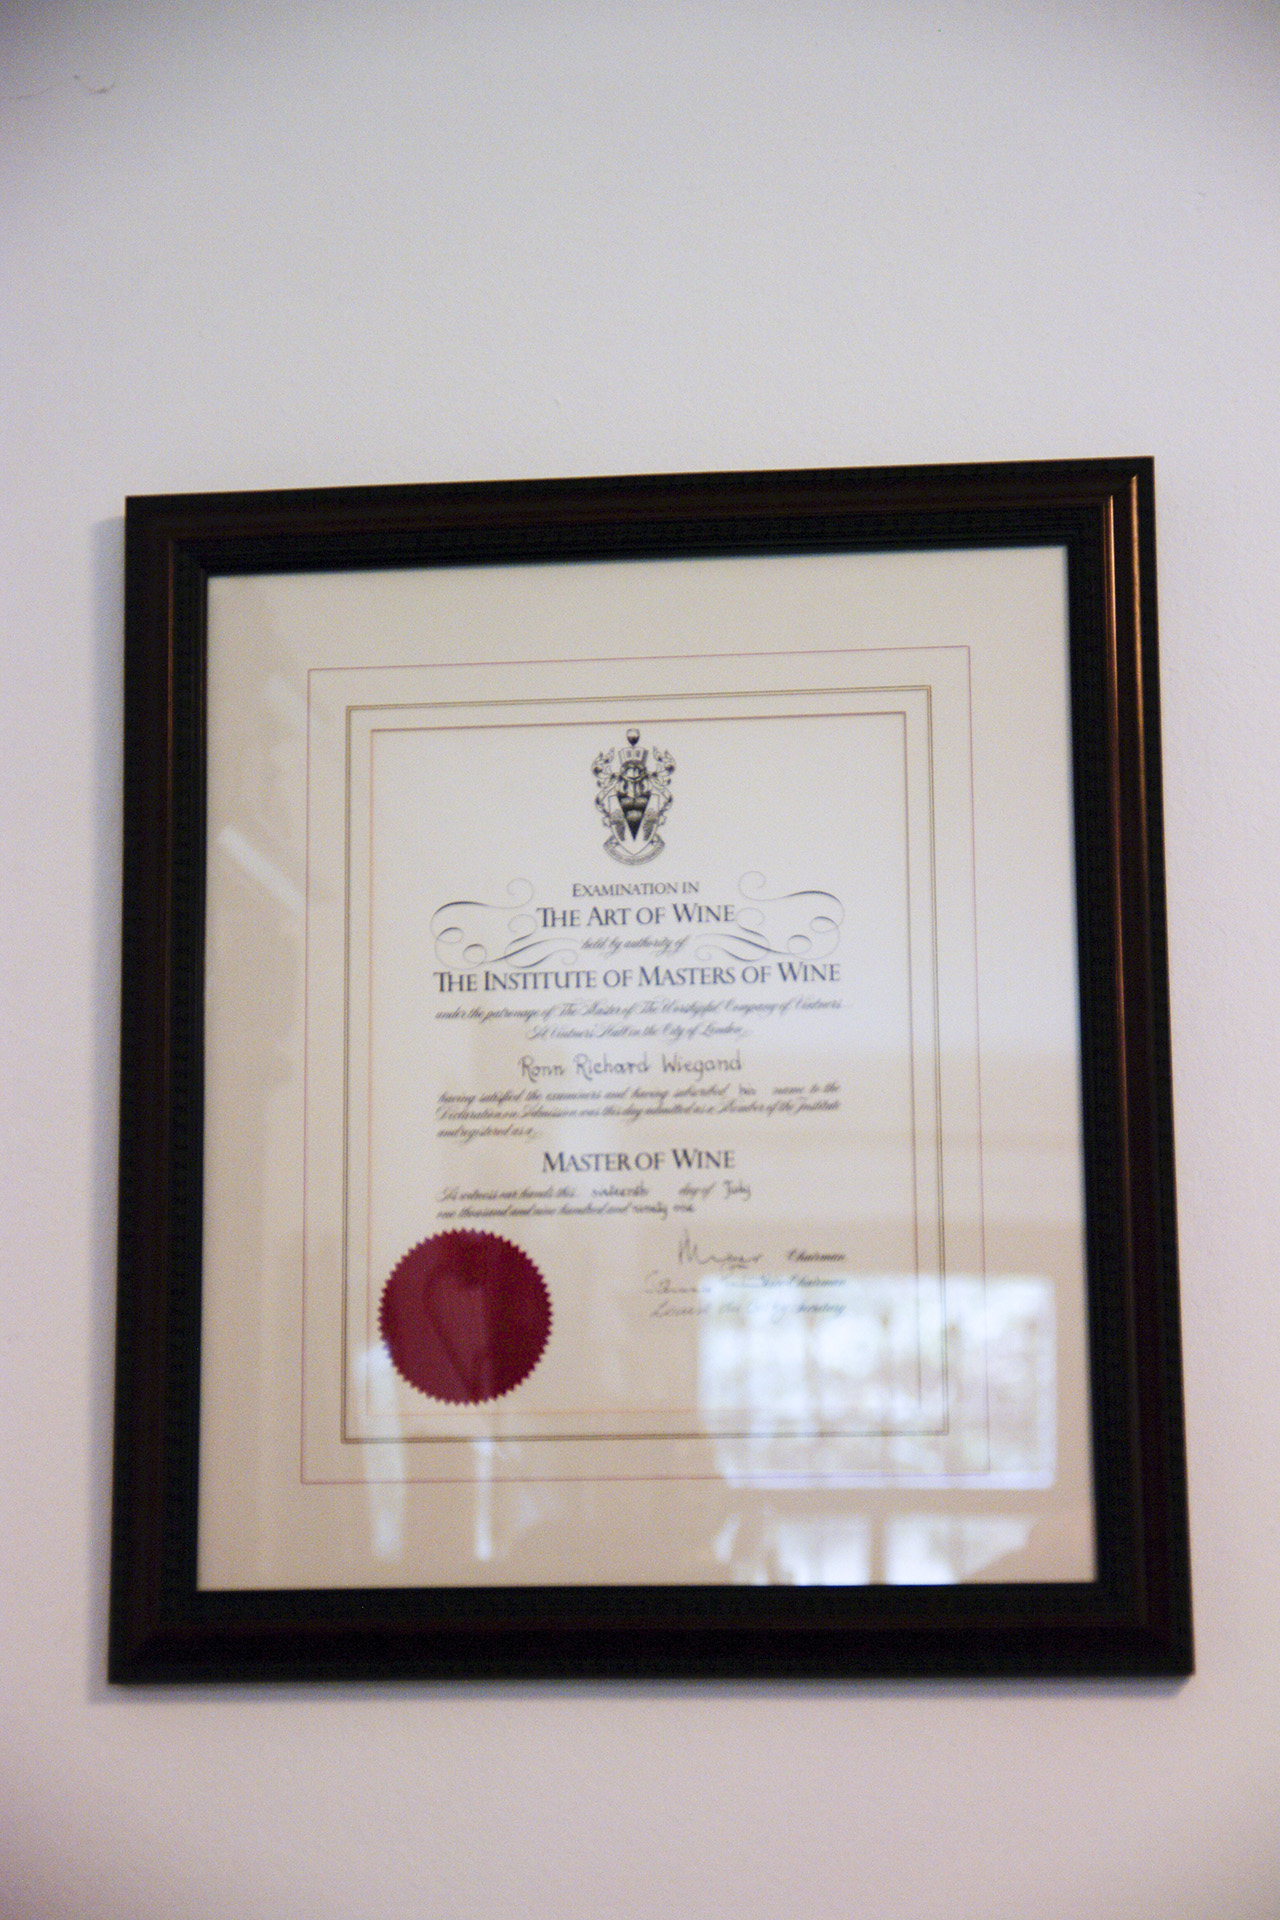 EXAMINATION IN
THE ART OF WINE
held by authority of
THE INSTITUTE OF MASTERS OF WINE
under the patronage of The Master of The Worshipful Company of Vintners
At Vintners Hall in the City of London
Ronn Richard Wiegand
having satisfied the examiners and having subscribed his name to the
Declaration on Admission was this day admitted as a Member of the Institute
and registered as a
MASTER OF WINE
As witness our hands this sixteenth day of July
one thousand and nine hundred and ninety one
Chairman
Chairman
Secretary